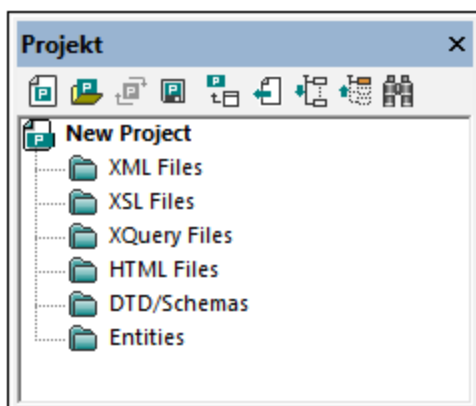 Projekt
New Project
XML Files
XSL Files
XQuery Files
HTML Files
DTD/Schemas
Entities